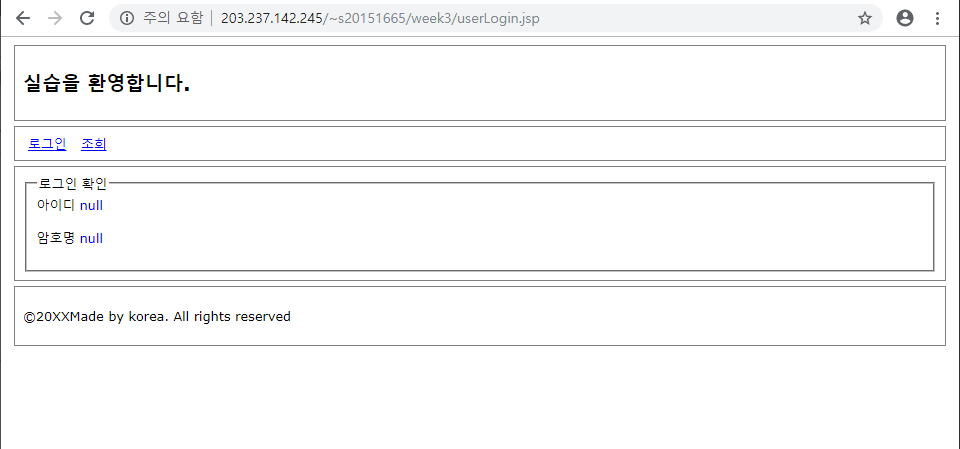 주의 요함 | 203.237.142.245/~s20151665/week3/userLogin.jsp
실습을 환영합니다.
로그인 조회
로그인 확인
아이디 null
암호명 null
©20XXMade by korea. All rights reserved